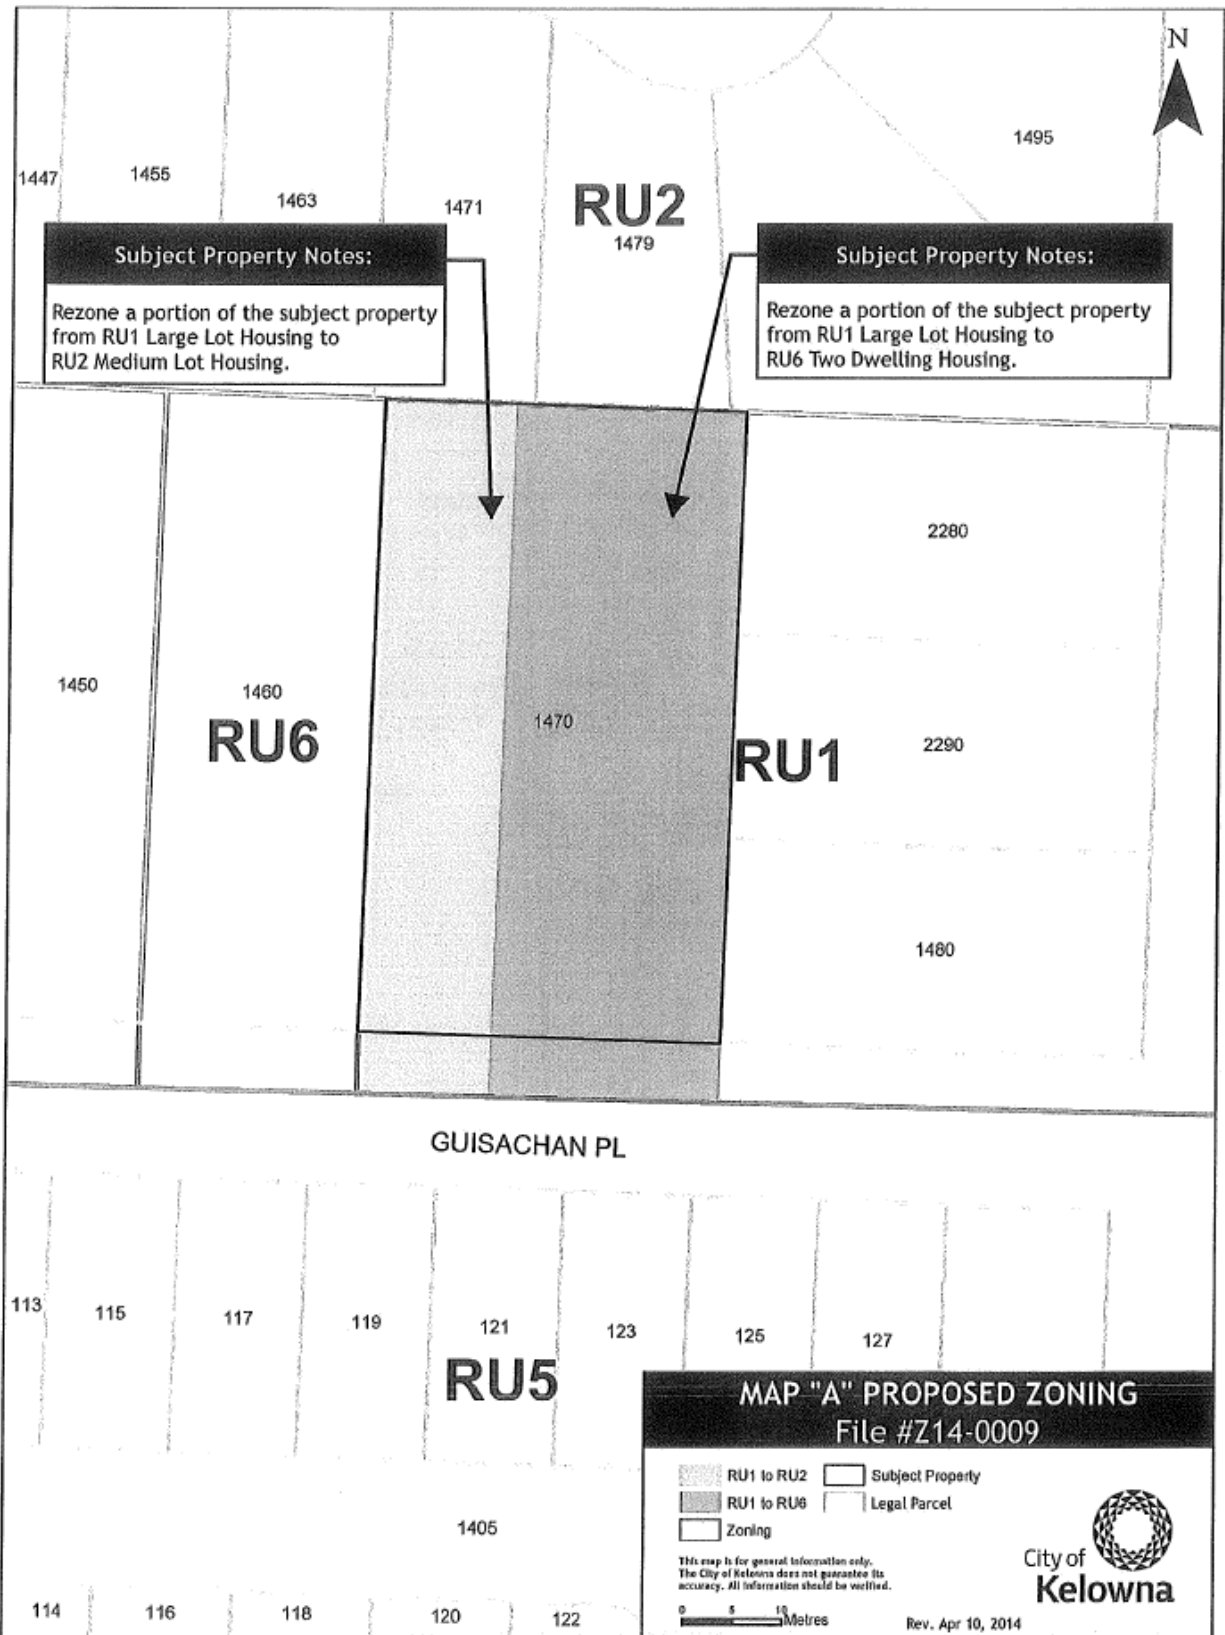 N
1495
1447
1455
1463
1471
RU2
1479
Subject Property Notes:
Rezone a portion of the subject property
from RU1 Large Lot Housing to
RU2 Medium Lot Housing.
Subject Property Notes:
Rezone a portion of the subject property
from RU1 Large Lot Housing to
RU6 Two Dwelling Housing.
2280
1450
1460
RU6
1470
RU1
2290
1480
GUISACHAN PL
113
115
117
119
121
123
125
127
RU5
1405
114
116
118
120
122
MAP "A" PROPOSED ZONING
File #Z14-0009
RU1 to RU2
Subject Property
RU1 to RU6
Legal Parcel
Zoning
This map is for general information only.
The City of Kelowna does not guarantee its
accuracy. All information should be verified.
0 5 10
Metres
City of
Kelowna
Rev. Apr 10, 2014